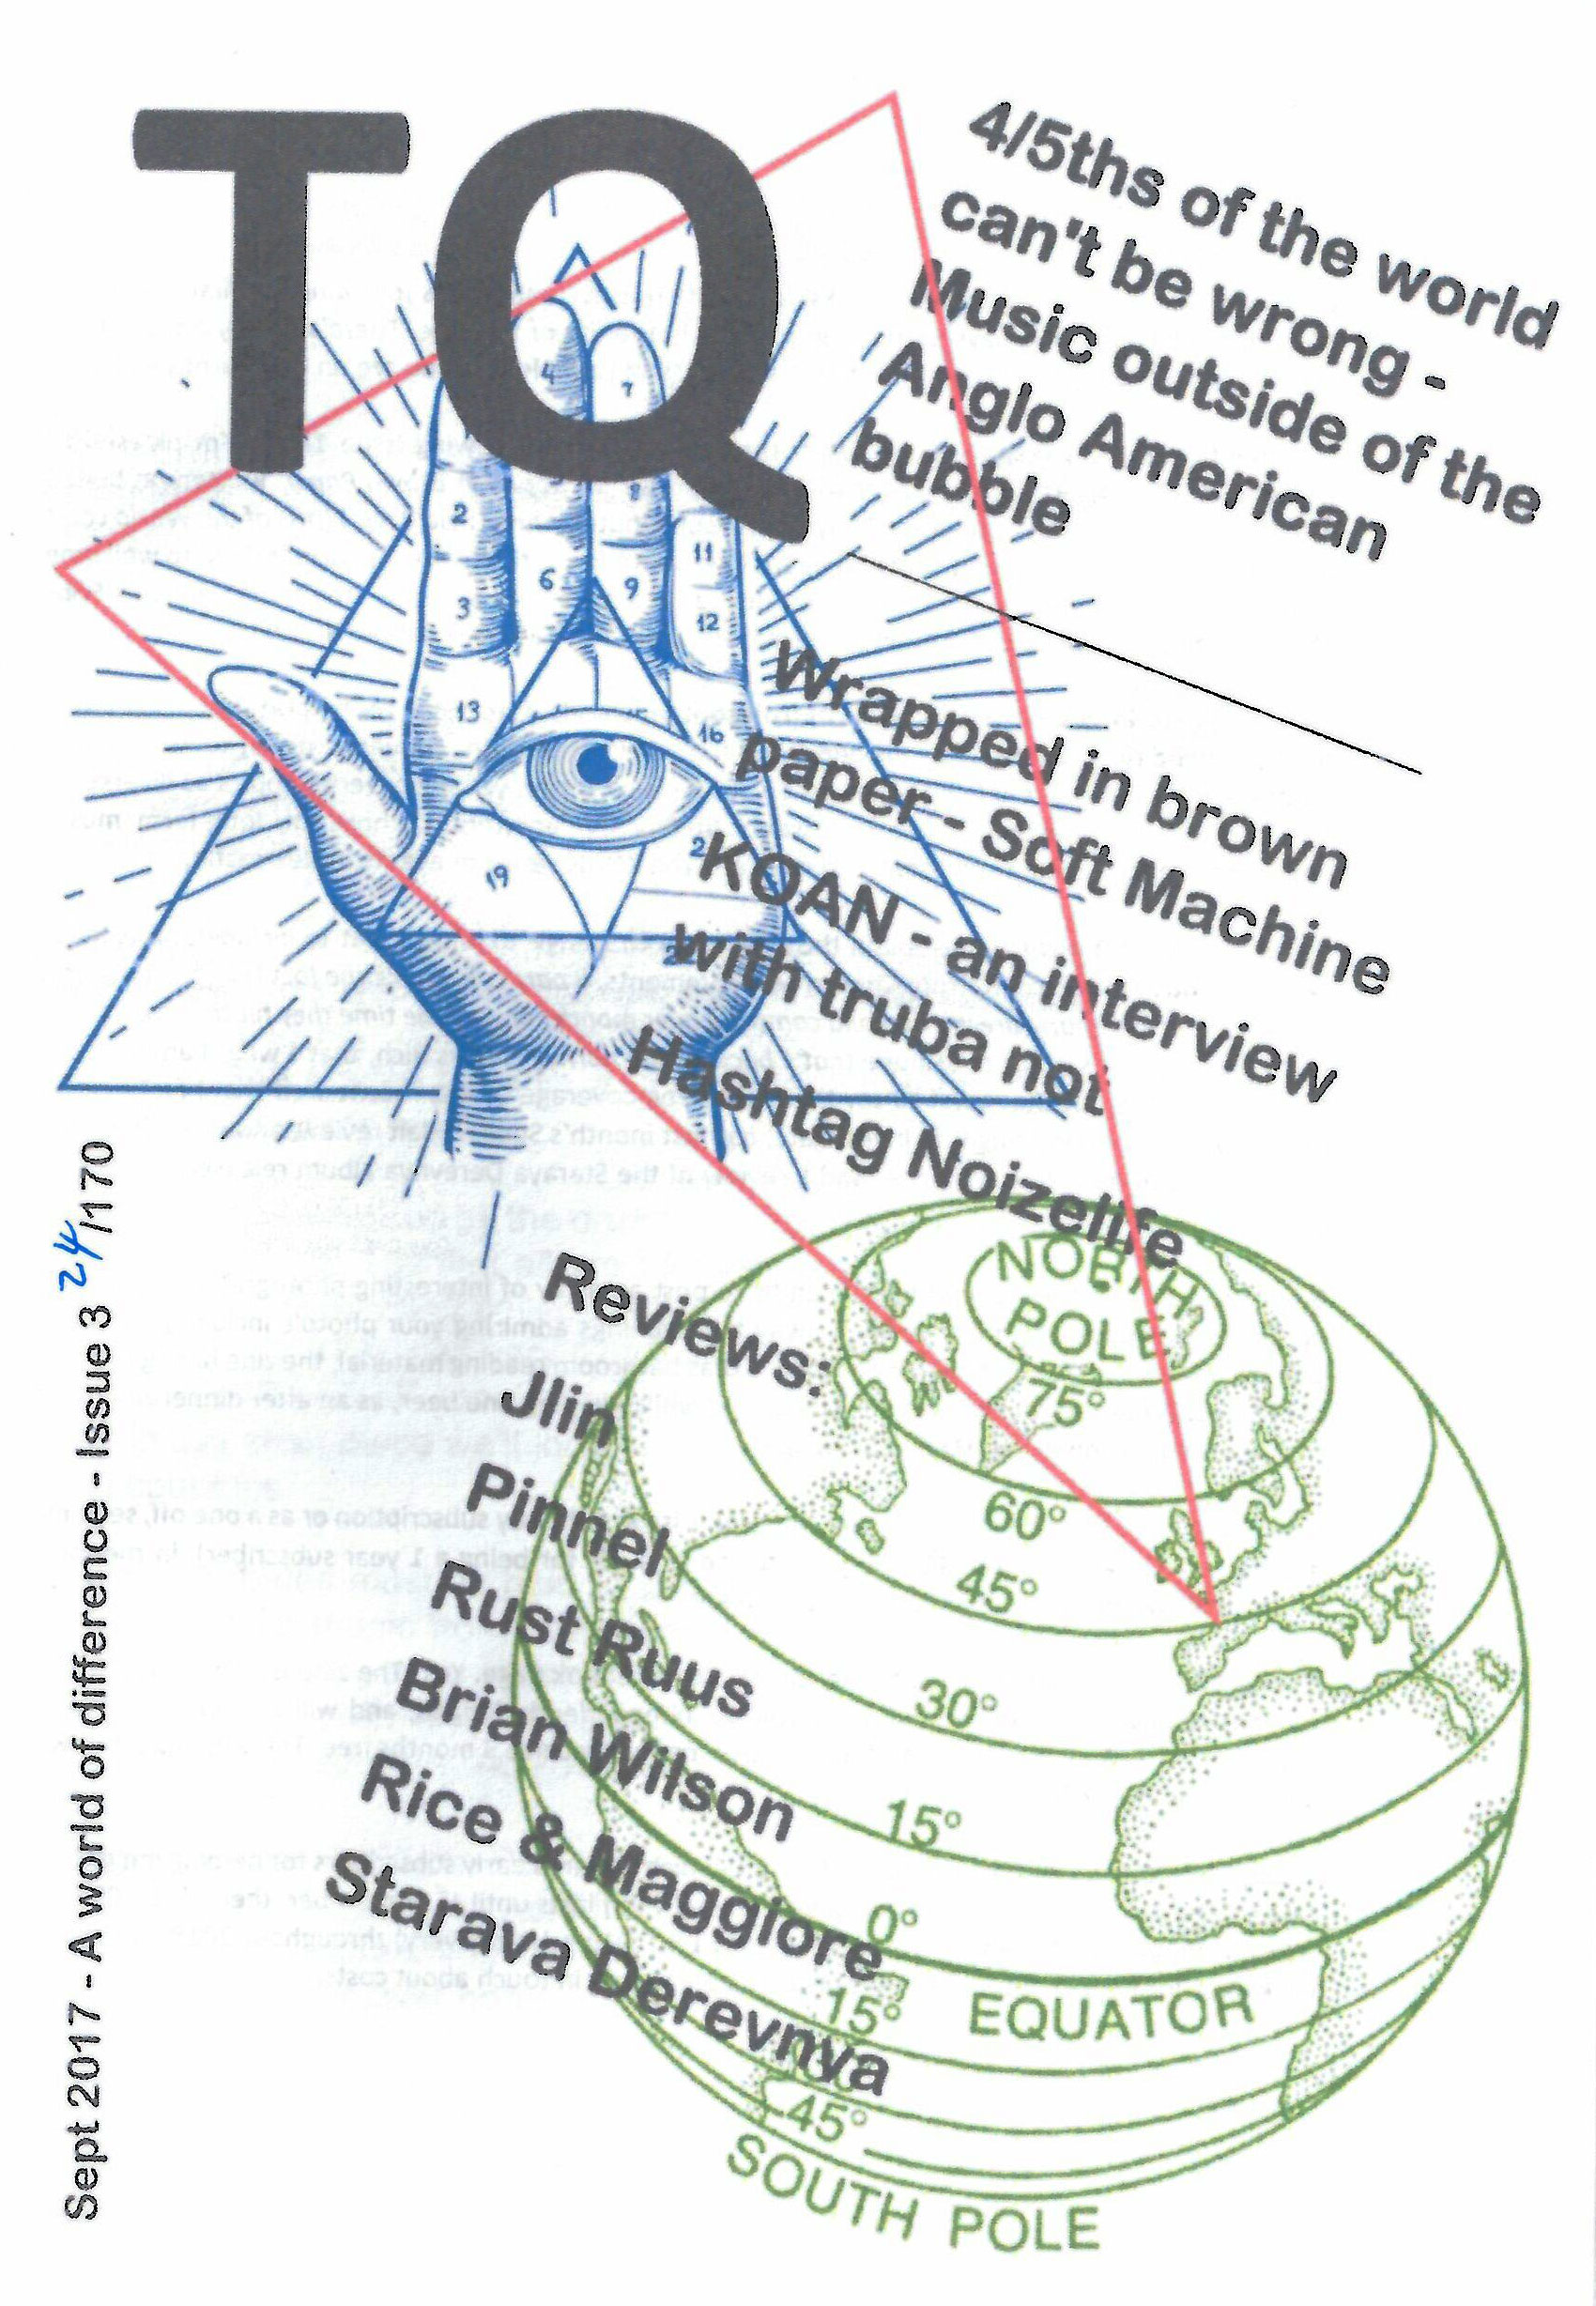 TQ
4/5ths of the world
can't be wrong -
Music outside of the
Anglo American
bubble
Wrapped in brown
paper - Soft Machine
KOAN - an interview
with truba not
Hashtag Noizelife
Reviews:
Jlin
Pinnel
Rust Ruus
Brian Wilson
Rice & Maggiore
Starava Derevnva
Sept 2017 - A world of difference - Issue 3 24/170
4
7
2
8
11
3
6
9
12
13
16
19
NORTH
POLE
75°
60°
45°
30°
15°
0°
EQUATOR
15°
45°
SOUTH POLE